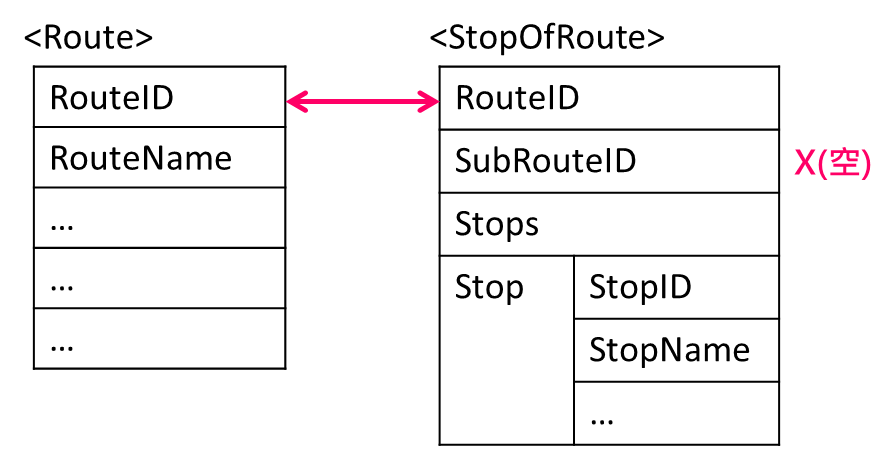 <Route>
RouteID
RouteName
...
...
...
<StopOfRoute>
RouteID
SubRouteID
X(空)
Stops
Stop
StopID
StopName
...